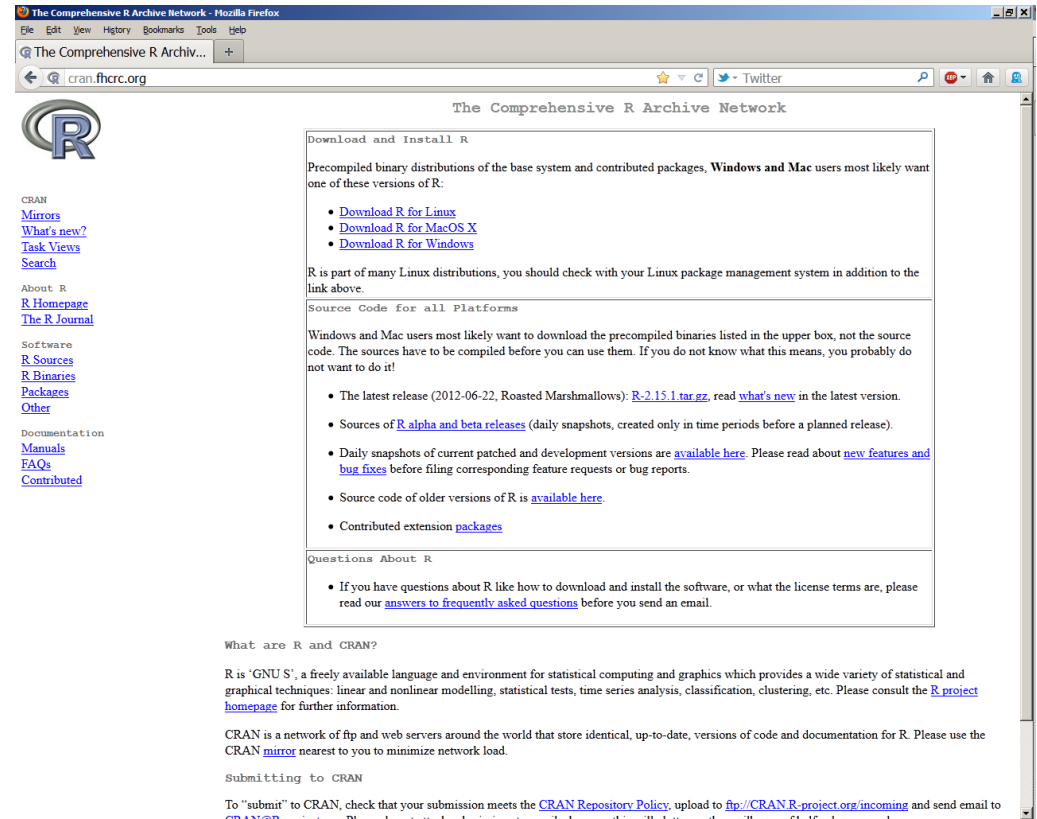 The Comprehensive R Archive Network - Mozilla Firefox
File Edit View History Bookmarks Tools Help
The Comprehensive R Archiv... +
cran.fhcrc.org Twitter ABP
R
The Comprehensive R Archive Network
CRAN
Mirrors
What's new?
Task Views
Search
About R
R Homepage
The R Journal
Software
R Sources
R Binaries
Packages
Other
Documentation
Manuals
FAQs
Contributed
Download and Install R
Precompiled binary distributions of the base system and contributed packages, Windows and Mac users most likely want
one of these versions of R:
• Download R for Linux
• Download R for MacOS X
• Download R for Windows
R is part of many Linux distributions, you should check with your Linux package management system in addition to the
link above.
Source Code for all Platforms
Windows and Mac users most likely want to download the precompiled binaries listed in the upper box, not the source
code. The sources have to be compiled before you can use them. If you do not know what this means, you probably do
not want to do it!
• The latest release (2012-06-22, Roasted Marshmallows): R-2.15.1.tar.gz, read what's new in the latest version.
• Sources of R alpha and beta releases (daily snapshots, created only in time periods before a planned release).
• Daily snapshots of current patched and development versions are available here. Please read about new features and
bug fixes before filing corresponding feature requests or bug reports.
• Source code of older versions of R is available here.
• Contributed extension packages
Questions About R
• If you have questions about R like how to download and install the software, or what the license terms are, please
read our answers to frequently asked questions before you send an email.
What are R and CRAN?
R is ‘GNU S’, a freely available language and environment for statistical computing and graphics which provides a wide variety of statistical and
graphical techniques: linear and nonlinear modelling, statistical tests, time series analysis, classification, clustering, etc. Please consult the R project
homepage for further information.
CRAN is a network of ftp and web servers around the world that store identical, up-to-date, versions of code and documentation for R. Please use the
CRAN mirror nearest to you to minimize network load.
Submitting to CRAN
To “submit” to CRAN, check that your submission meets the CRAN Repository Policy, upload to ftp://CRAN.R-project.org/incoming and send email to